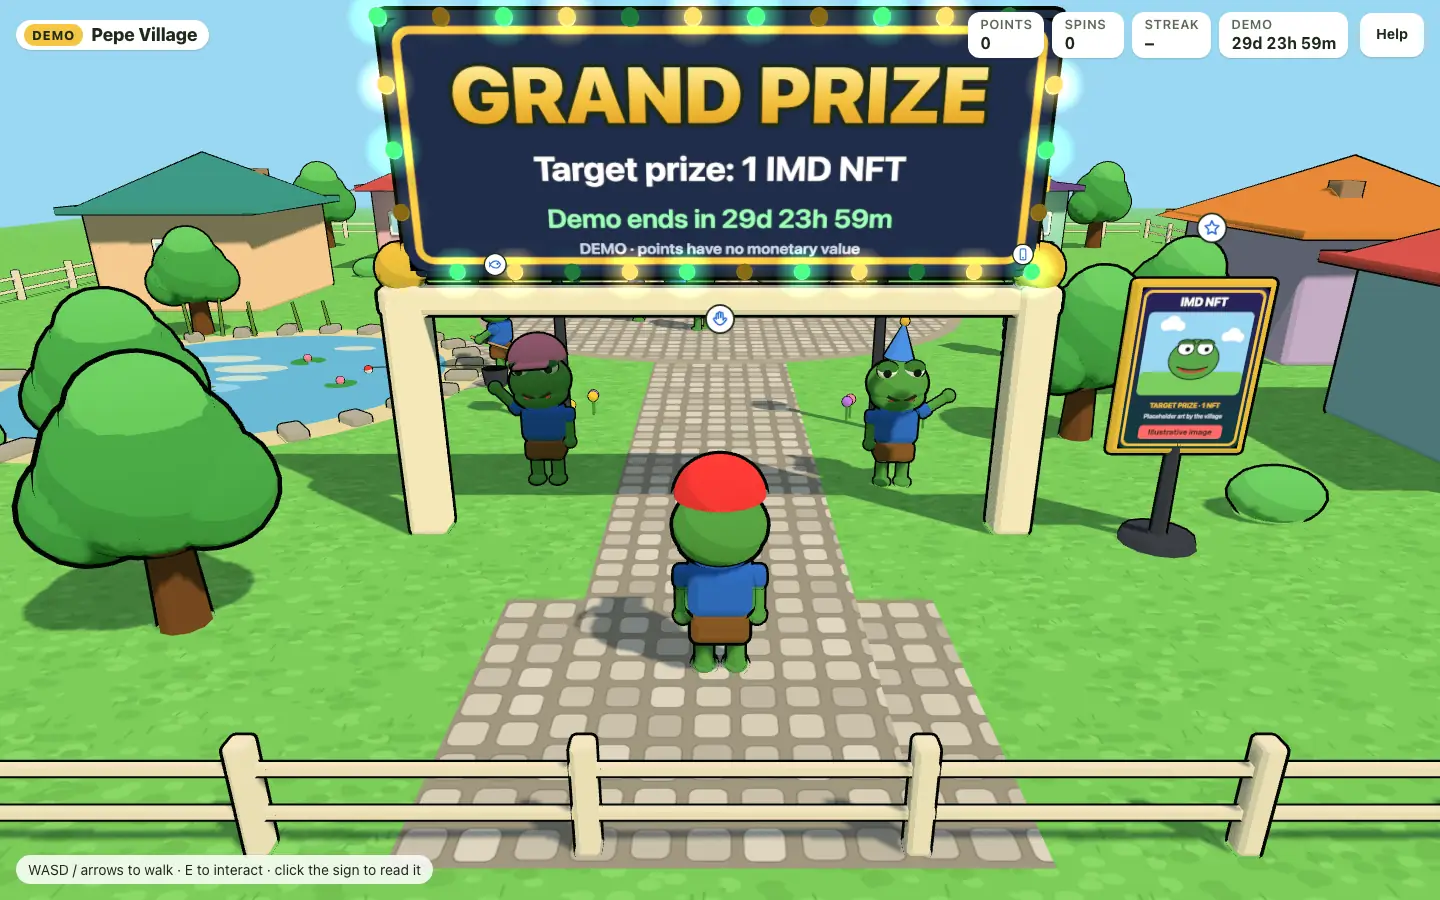 DEMO Pepe Village
POINTS
0
SPINS
0
STREAK
–
DEMO
29d 23h 59m
Help
GRAND PRIZE
Target prize: 1 IMD NFT
Demo ends in 29d 23h 59m
DEMO · points have no monetary value
IMD NFT
TARGET PRIZE · 1 NFT
Placeholder art by the village
Illustrative image
WASD / arrows to walk · E to interact · click the sign to read it